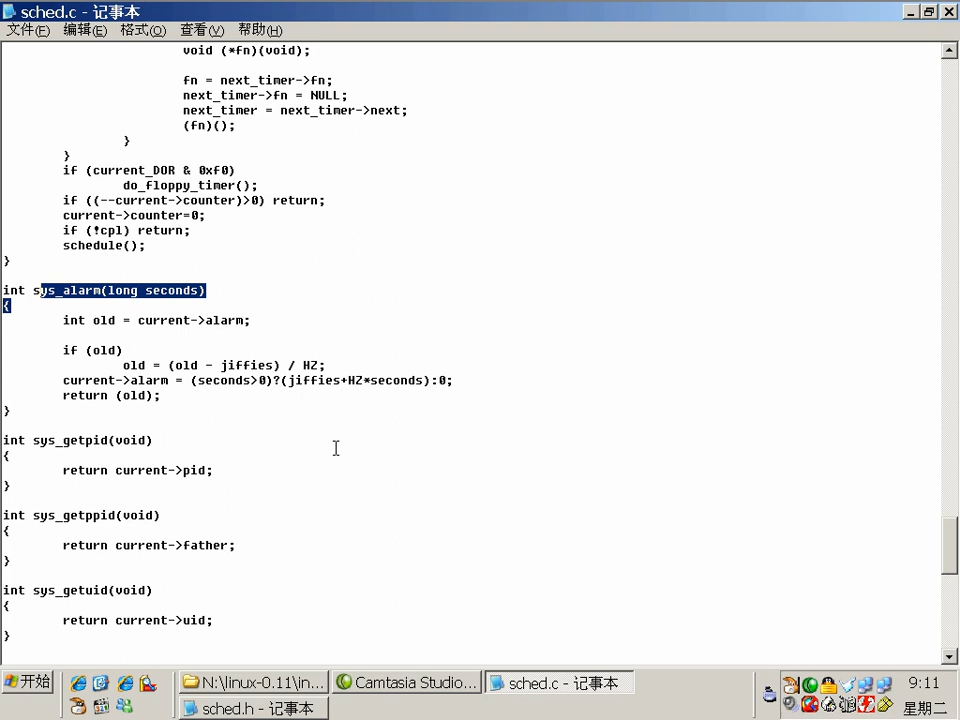 sched.c - 记事本
文件(F) 编辑(E) 格式(O) 查看(V) 帮助(H)
void (*fn)(void);
fn = next_timer->fn;
next_timer->fn = NULL;
next_timer = next_timer->next;
(fn)();
}
}
if (current_DOR & 0xf0)
do_floppy_timer();
if ((--current->counter)>0) return;
current->counter=0;
if (!cpl) return;
schedule();
}
int sys_alarm(long seconds)
{
int old = current->alarm;
if (old)
old = (old - jiffies) / HZ;
current->alarm = (seconds>0)?(jiffies+HZ*seconds):0;
return (old);
}
int sys_getpid(void)
{
return current->pid;
}
int sys_getppid(void)
{
return current->father;
}
int sys_getuid(void)
{
return current->uid;
}
开始 N:\linux-0.11\in... Camtasia Studio... sched.c - 记事本 9:11
sched.h - 记事本 星期二